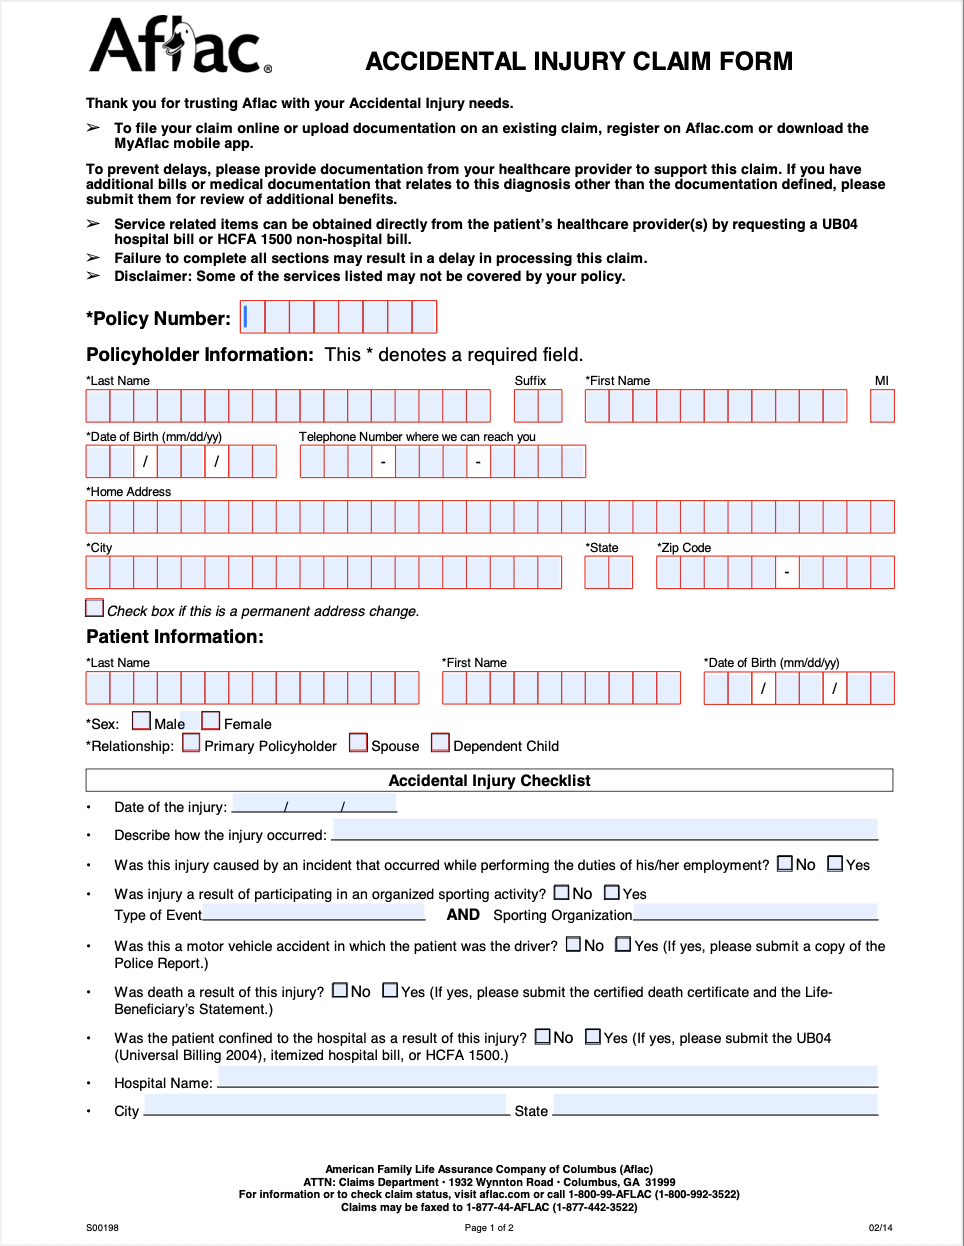 Aflac®
ACCIDENTAL INJURY CLAIM FORM
Thank you for trusting Aflac with your Accidental Injury needs.
➢ To file your claim online or upload documentation on an existing claim, register on Aflac.com or download the
MyAflac mobile app.
To prevent delays, please provide documentation from your healthcare provider to support this claim. If you have
additional bills or medical documentation that relates to this diagnosis other than the documentation defined, please
submit them for review of additional benefits.
➢ Service related items can be obtained directly from the patient's healthcare provider(s) by requesting a UB04
hospital bill or HCFA 1500 non-hospital bill.
➢ Failure to complete all sections may result in a delay in processing this claim.
➢ Disclaimer: Some of the services listed may not be covered by your policy.
*Policy Number:
Policyholder Information: This * denotes a required field.
*Last Name Suffix *First Name MI
*Date of Birth (mm/dd/yy) Telephone Number where we can reach you
/ / - -
*Home Address
*City *State *Zip Code
-
Check box if this is a permanent address change.
Patient Information:
*Last Name *First Name *Date of Birth (mm/dd/yy)
/ /
*Sex: Male Female
*Relationship: Primary Policyholder Spouse Dependent Child
Accidental Injury Checklist
• Date of the injury: / /
• Describe how the injury occurred:
• Was this injury caused by an incident that occurred while performing the duties of his/her employment? No Yes
• Was injury a result of participating in an organized sporting activity? No Yes
Type of Event AND Sporting Organization
• Was this a motor vehicle accident in which the patient was the driver? No Yes (If yes, please submit a copy of the
Police Report.)
• Was death a result of this injury? No Yes (If yes, please submit the certified death certificate and the Life-
Beneficiary's Statement.)
• Was the patient confined to the hospital as a result of this injury? No Yes (If yes, please submit the UB04
(Universal Billing 2004), itemized hospital bill, or HCFA 1500.)
• Hospital Name:
• City State
American Family Life Assurance Company of Columbus (Aflac)
ATTN: Claims Department • 1932 Wynnton Road • Columbus, GA 31999
For information or to check claim status, visit aflac.com or call 1-800-99-AFLAC (1-800-992-3522)
Claims may be faxed to 1-877-44-AFLAC (1-877-442-3522)
S00198 Page 1 of 2 02/14